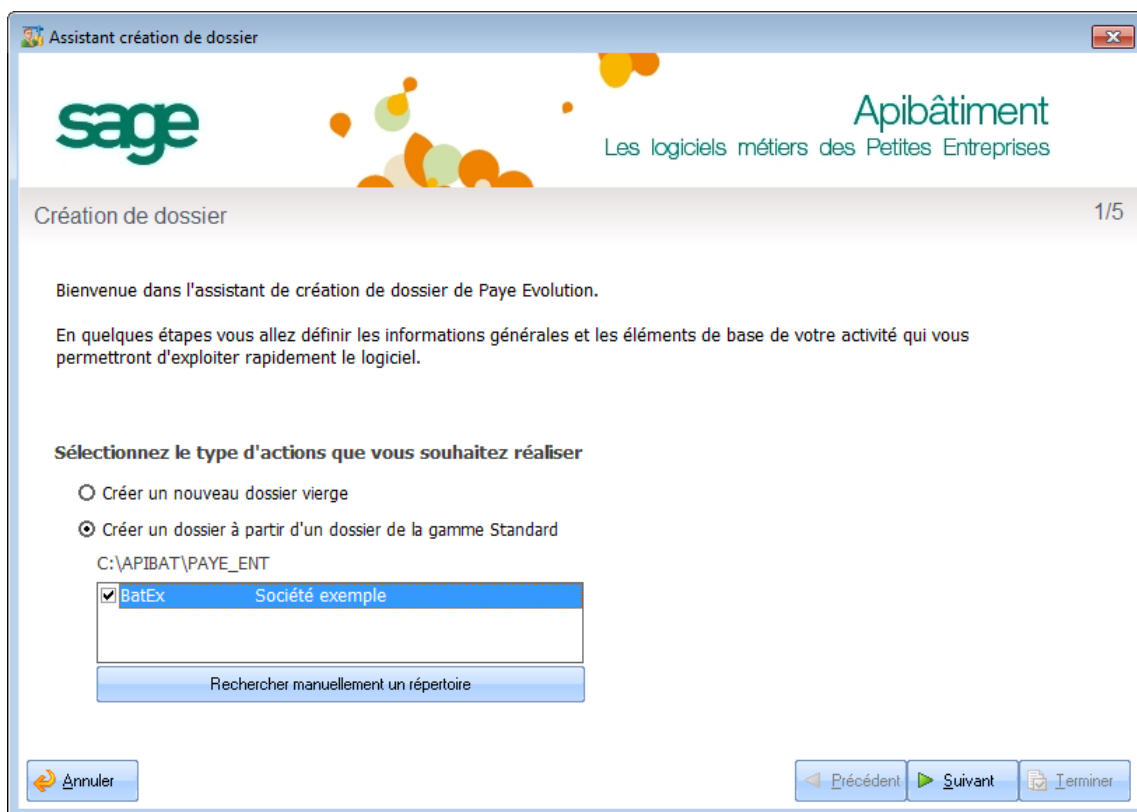 Assistant création de dossier
sage
Apibâtiment
Les logiciels métiers des Petites Entreprises
Création de dossier
1/5
Bienvenue dans l'assistant de création de dossier de Paye Evolution.
En quelques étapes vous allez définir les informations générales et les éléments de base de votre activité qui vous
permettront d'exploiter rapidement le logiciel.
Sélectionnez le type d'actions que vous souhaitez réaliser
Créer un nouveau dossier vierge
Créer un dossier à partir d'un dossier de la gamme Standard
C:\APIBAT\PAYE_ENT
BatEx Société exemple
Rechercher manuellement un répertoire
Annuler
Précédent
Suivant
Terminer